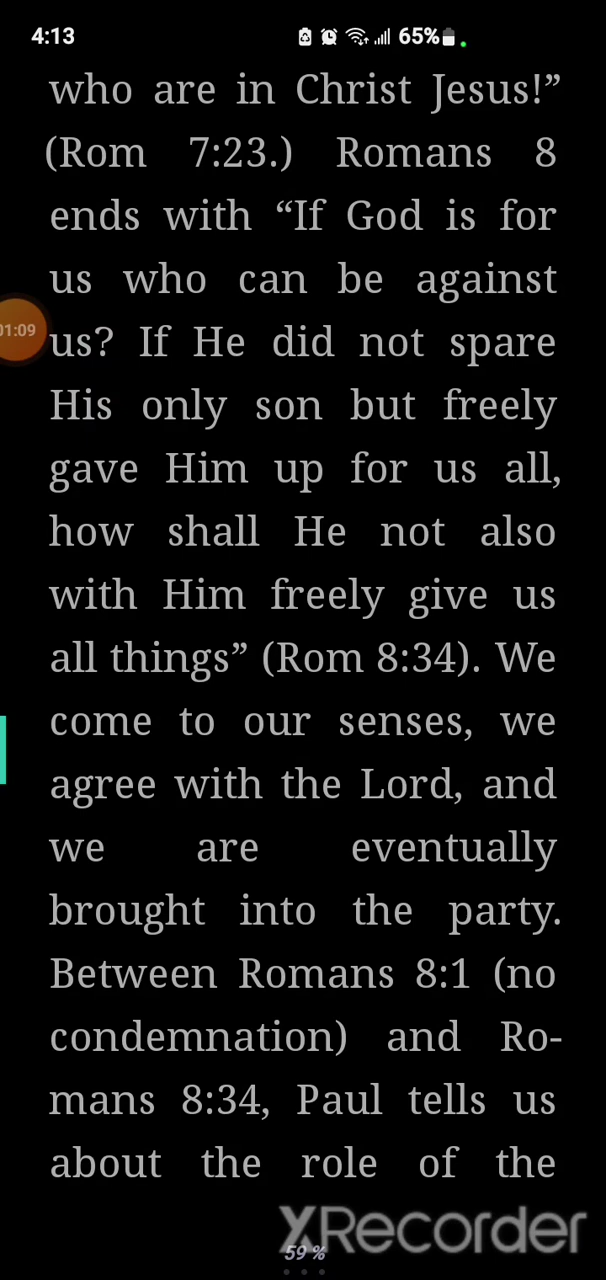 4:13 65%
who are in Christ Jesus!”
(Rom 7:23.) Romans 8
ends with “If God is for
us who can be against
01:09
us? If He did not spare
His only son but freely
gave Him up for us all,
how shall He not also
with Him freely give us
all things” (Rom 8:34). We
come to our senses, we
agree with the Lord, and
we are eventually
brought into the party.
Between Romans 8:1 (no
condemnation) and Ro-
mans 8:34, Paul tells us
about the role of the
XRecorder
59 %